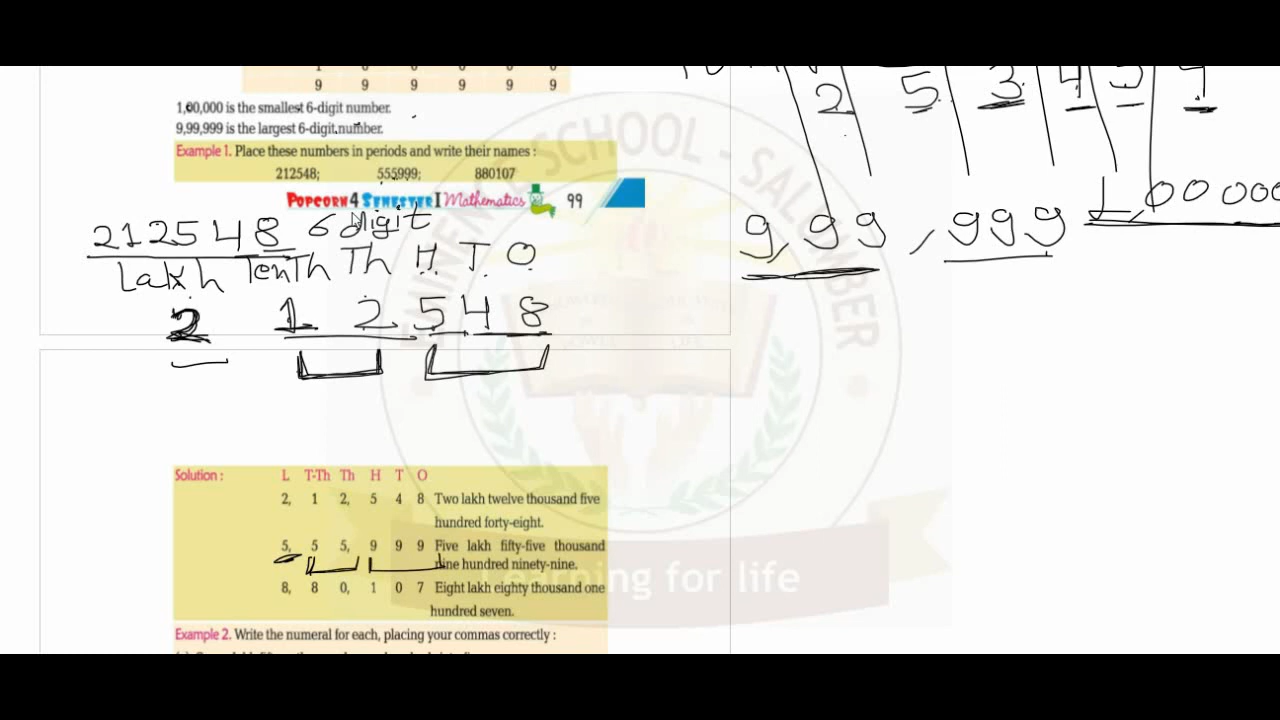 9 9 9 9 9 9
1,00,000 is the smallest 6-digit number.
9,99,999 is the largest 6-digit number.
Example 1. Place these numbers in periods and write their names :
212548; 555999; 880107
POPCORN 4 SEMESTER I Mathematics 99
212548 6 digit
Lakh TenTh Th H T O
2 1 2 5 4 8
2 5 3 4 5 9
1,00000
9,99,999
SCHOOL - SALUMBER
Learning for life
Solution : L T-Th Th H T O
2, 1 2, 5 4 8 Two lakh twelve thousand five
hundred forty-eight.
5, 5 5, 9 9 9 Five lakh fifty-five thousand
nine hundred ninety-nine.
8, 8 0, 1 0 7 Eight lakh eighty thousand one
hundred seven.
Example 2. Write the numeral for each, placing your commas correctly :